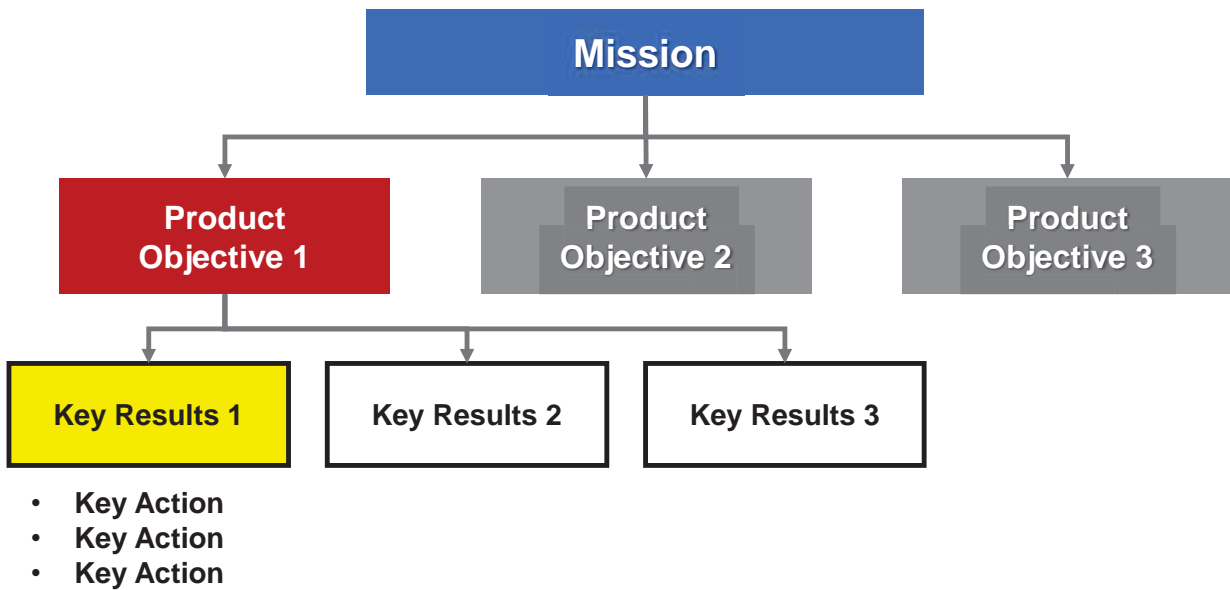 Mission
Product
Objective 1
Product
Objective 2
Product
Objective 3
Key Results 1
Key Results 2
Key Results 3
• Key Action
• Key Action
• Key Action